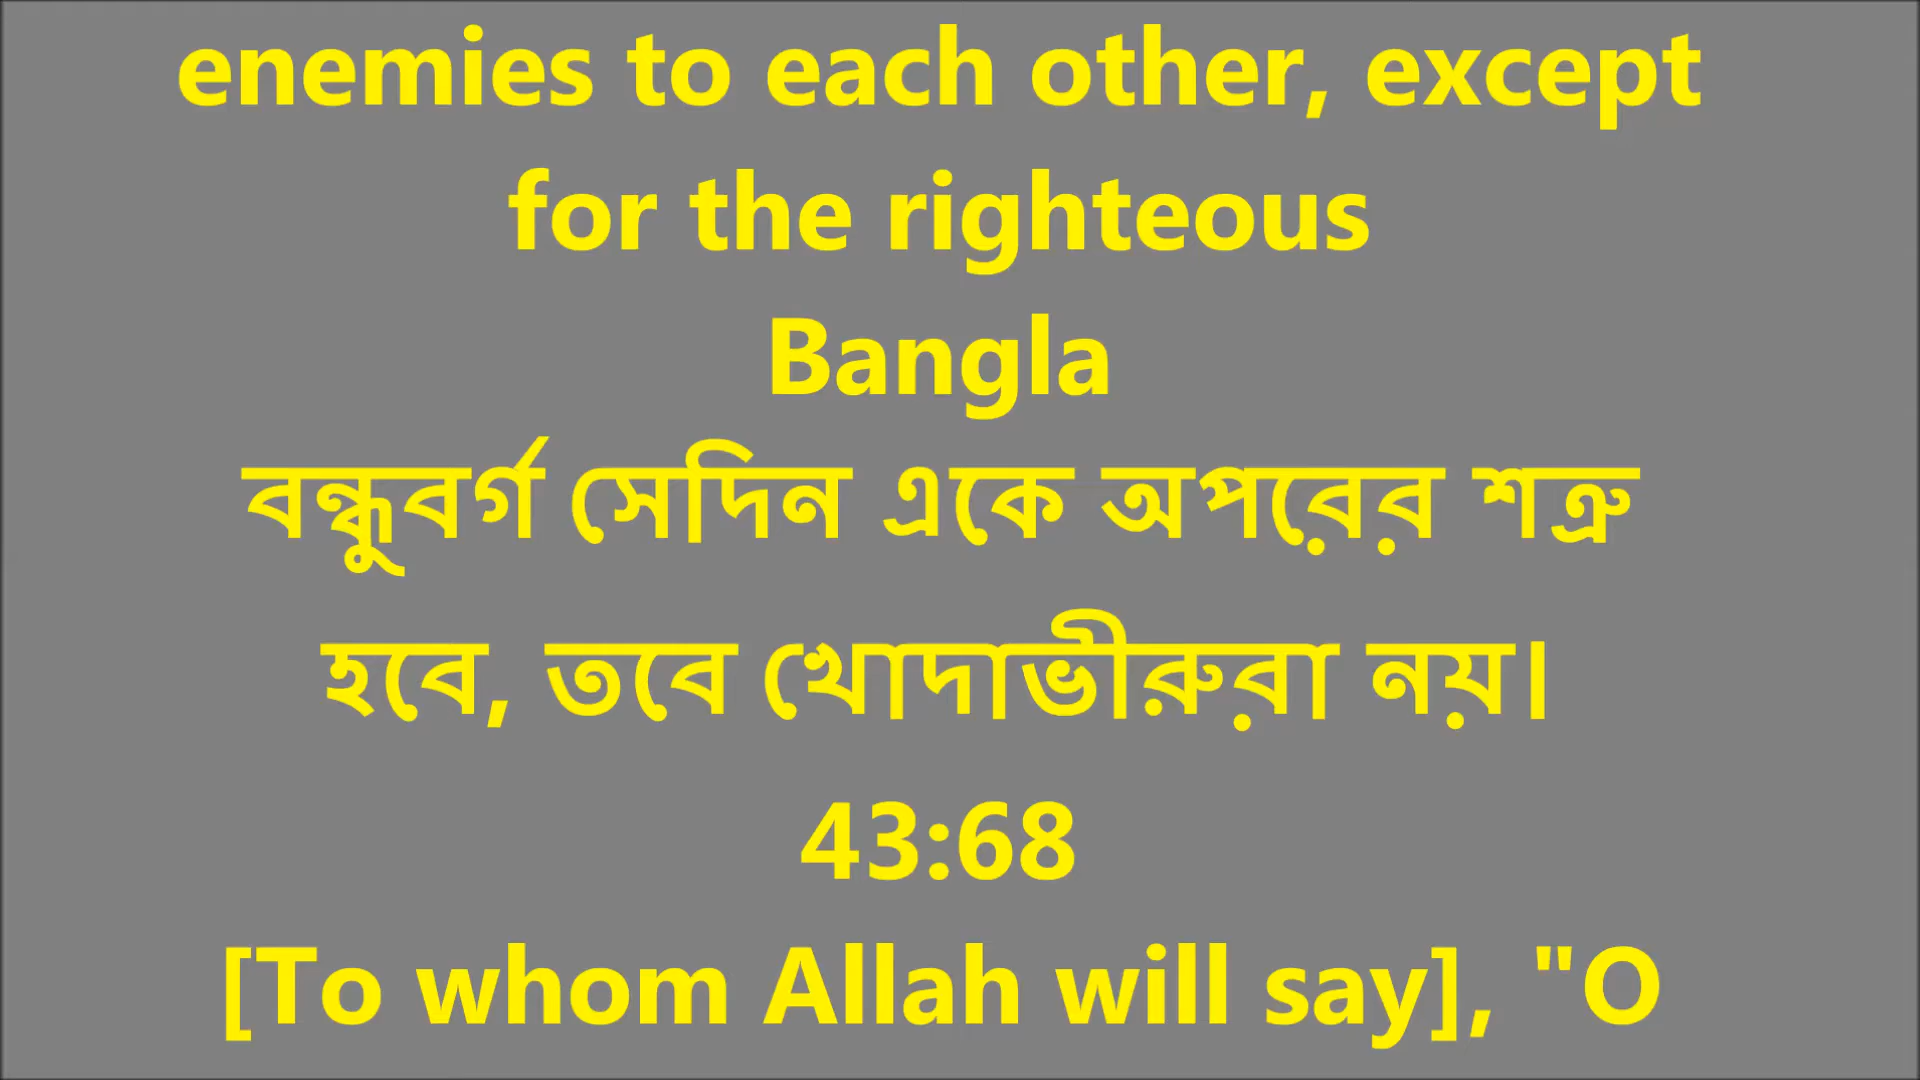 enemies to each other, except
for the righteous
Bangla
বন্ধুবর্গ সেদিন একে অপরের শত্রু
হবে, তবে খোদাভীরুরা নয়।
43:68
[To whom Allah will say], "O